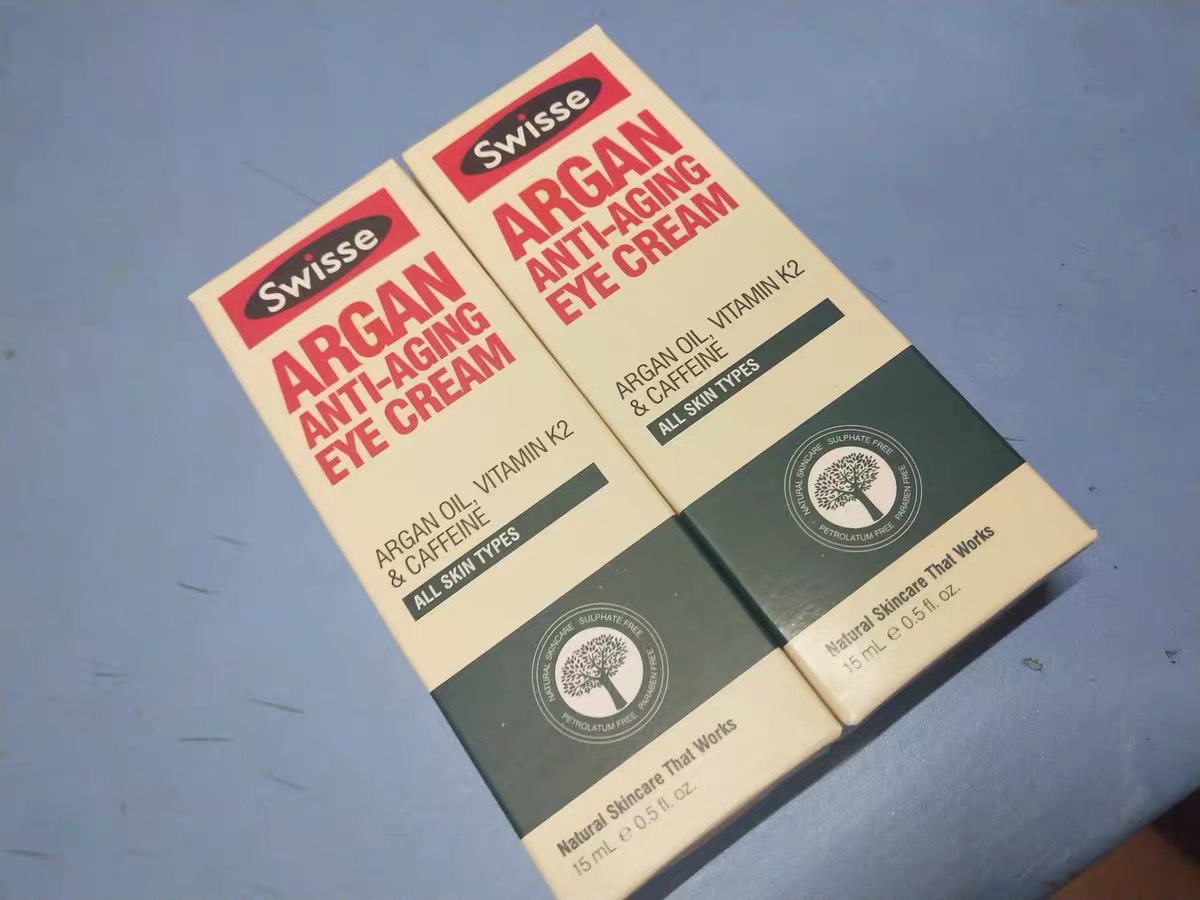 Swisse
ARGAN
ANTI-AGING
EYE CREAM
ARGAN OIL, VITAMIN K2
& CAFFEINE
ALL SKIN TYPES
NATURAL SKINCARE SULPHATE FREE PARABEN FREE PETROLATUM FREE
Natural Skincare That Works
15 mL e 0.5 fl. oz.
Swisse
ARGAN
ANTI-AGING
EYE CREAM
ARGAN OIL, VITAMIN K2
& CAFFEINE
ALL SKIN TYPES
NATURAL SKINCARE SULPHATE FREE PARABEN FREE PETROLATUM FREE
Natural Skincare That Works
15 mL e 0.5 fl. oz.